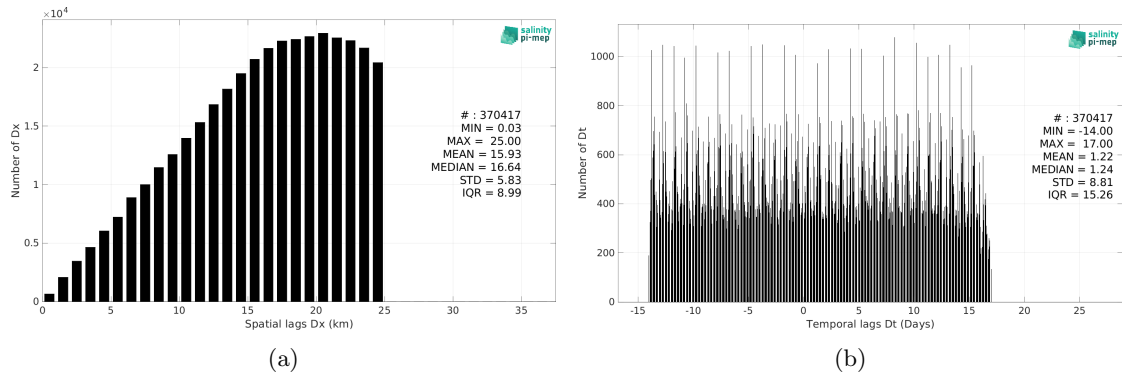 ×10⁴
salinity
pi-mep
2
1.5
1
0.5
0
Number of Dx
# : 370417
MIN = 0.03
MAX = 25.00
MEAN = 15.93
MEDIAN = 16.64
STD = 5.83
IQR = 8.99
0 5 10 15 20 25 30 35
Spatial lags Dx (km)
(a)
salinity
pi-mep
1000
800
600
400
200
0
Number of Dt
# : 370417
MIN = -14.00
MAX = 17.00
MEAN = 1.22
MEDIAN = 1.24
STD = 8.81
IQR = 15.26
-15 -10 -5 0 5 10 15 20 25
Temporal lags Dt (Days)
(b)